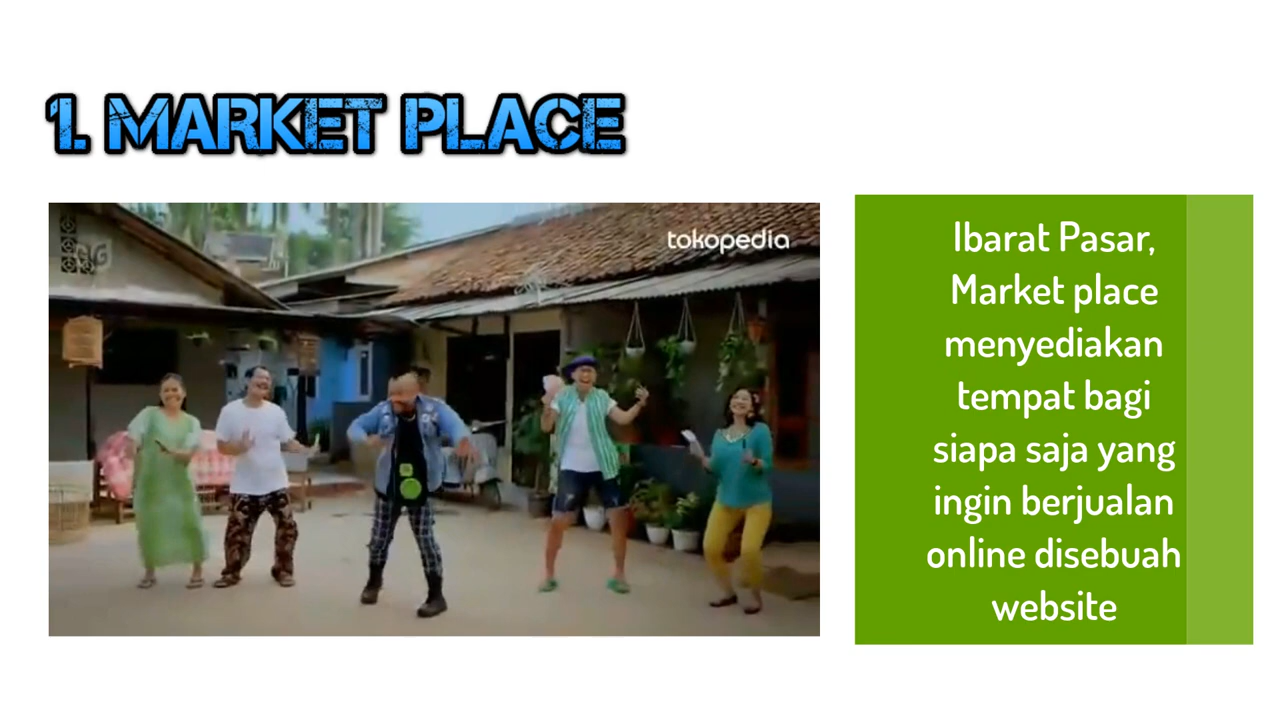 1. MARKET PLACE
tokopedia
Ibarat Pasar,
Market place
menyediakan
tempat bagi
siapa saja yang
ingin berjualan
online disebuah
website